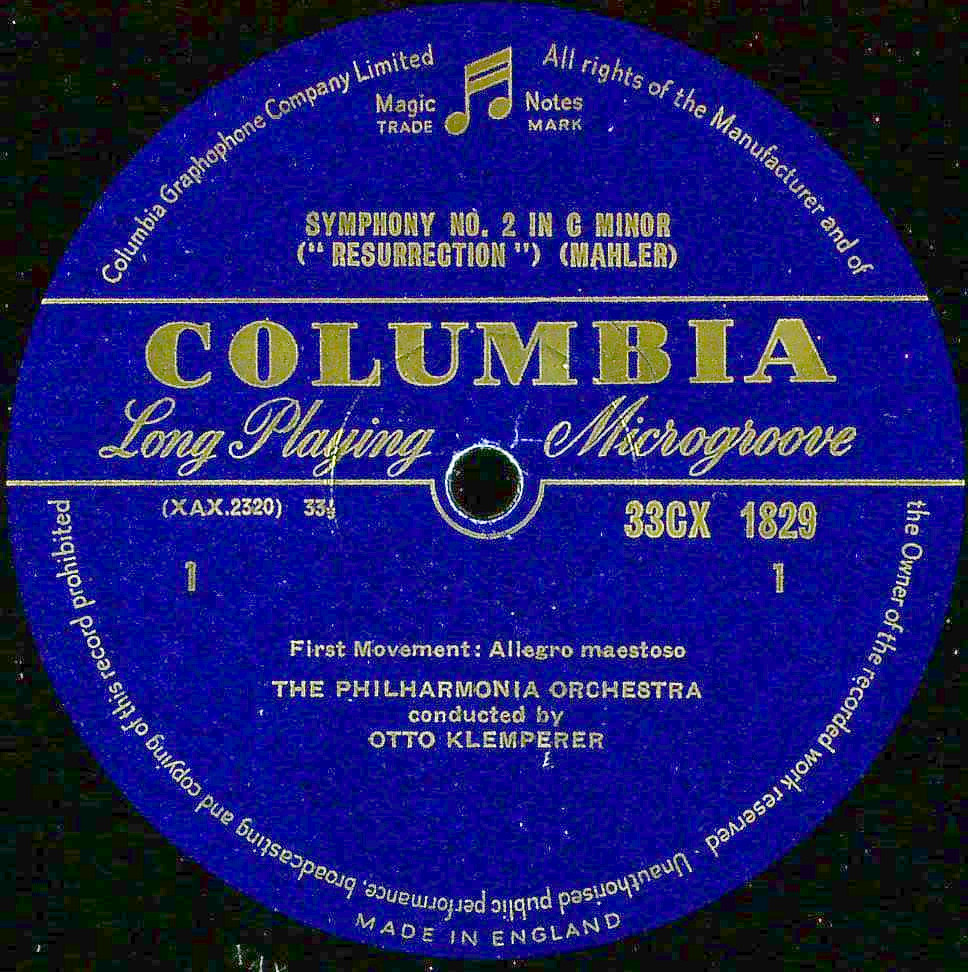 Columbia Graphophone Company Limited
All rights of the Manufacturer and of
the Owner of the recorded work reserved · Unauthorised public performance, broadcasting and copying of this record prohibited
Magic Notes
TRADE MARK
SYMPHONY NO. 2 IN C MINOR
(“ RESURRECTION ”) (MAHLER)
COLUMBIA
Long Playing Microgroove
(XAX.2320) 33⅓
33CX 1829
1 1
First Movement: Allegro maestoso
THE PHILHARMONIA ORCHESTRA
conducted by
OTTO KLEMPERER
MADE IN ENGLAND